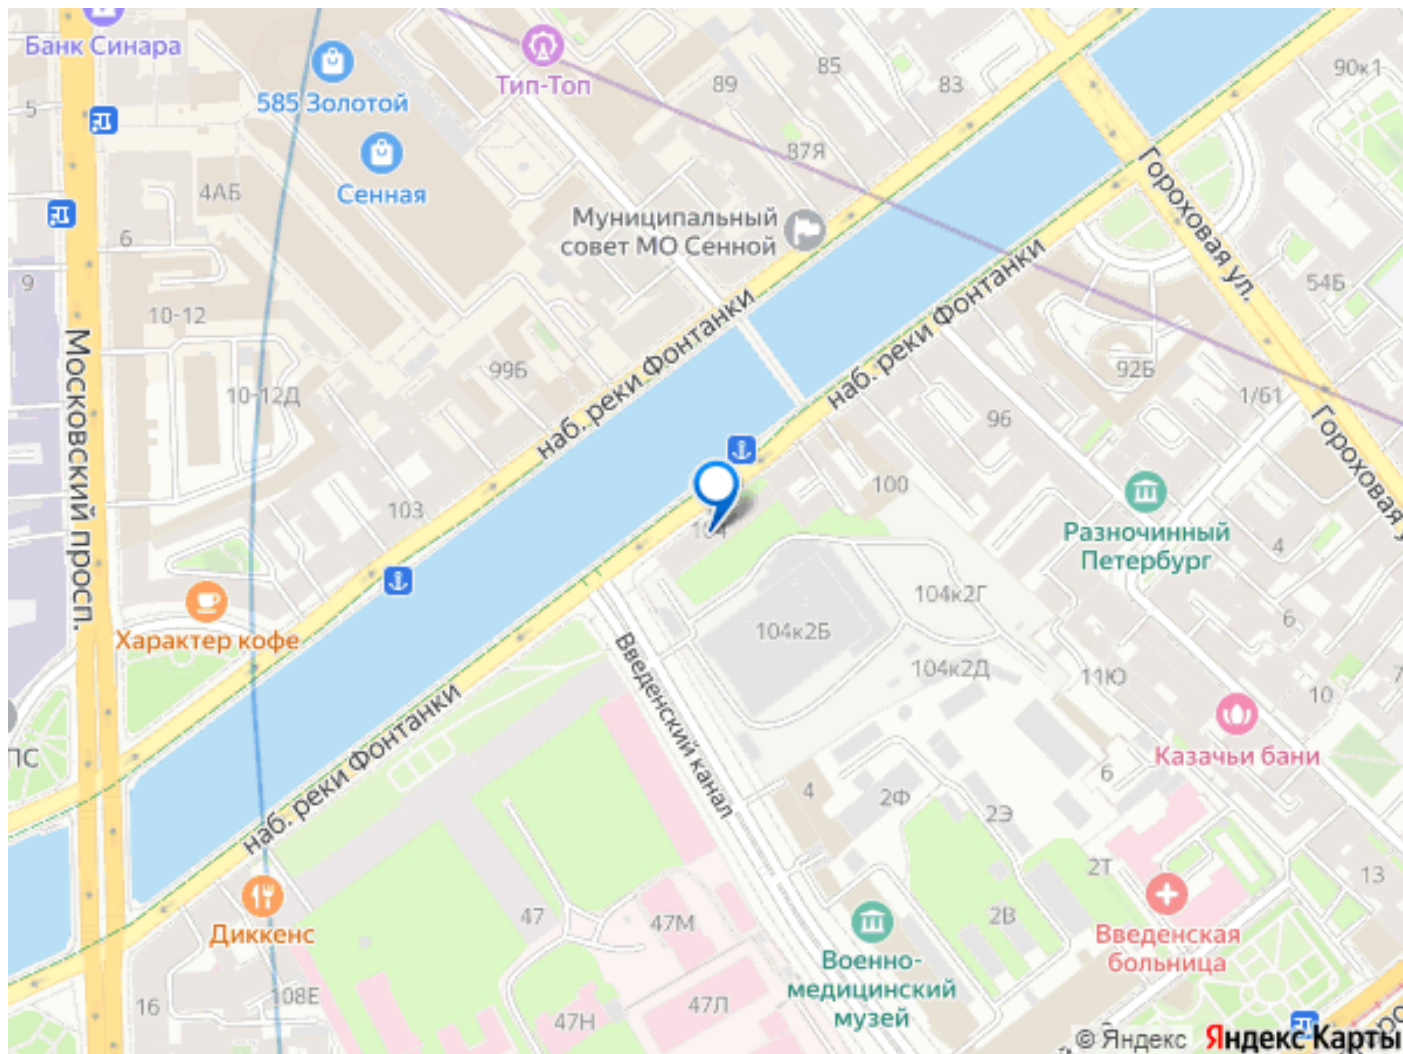 Банк Синара
585 Золотой
Тип-Топ
89
85
83
90к1
5
87Я
Сенная
4АБ
Муниципальный
совет МО Сенной
Гороховая ул.
6
9
54Б
10-12
наб. реки Фонтанки
наб. реки Фонтанки
Московский просп.
99Б
92Б
10-12Д
96
1/61
Гороховая
103
100
104
Разночинный
Петербург
4
104к2Г
6
Характер кофе
104к2Б
Введенский канал
104к2Д
11Ю
10
7
ПС
наб. реки Фонтанки
Казачьи бани
6
4
2Ф
2Э
2Т
13
Диккенс
47
47М
2В
Введенская
больница
Военно-
медицинский
музей
16
108Е
47Н
47Л
© Яндекс Яндекс Карты